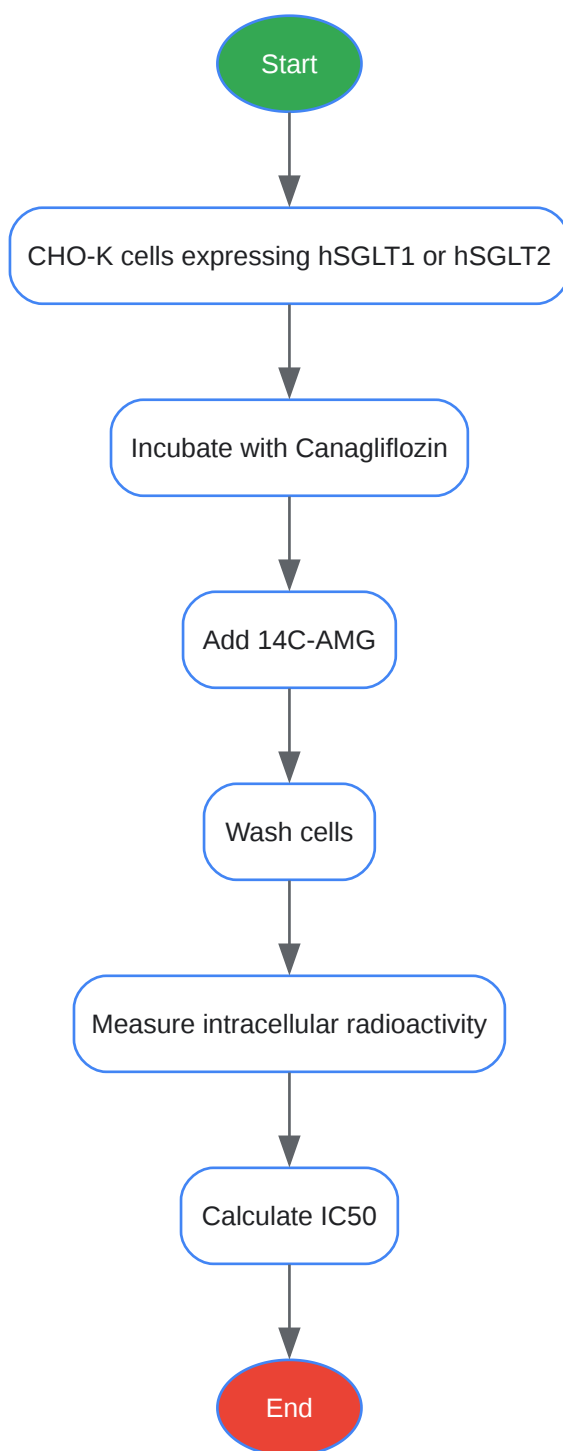 Start
CHO-K cells expressing hSGLT1 or hSGLT2
Incubate with Canagliflozin
Add 14C-AMG
Wash cells
Measure intracellular radioactivity
Calculate IC50
End